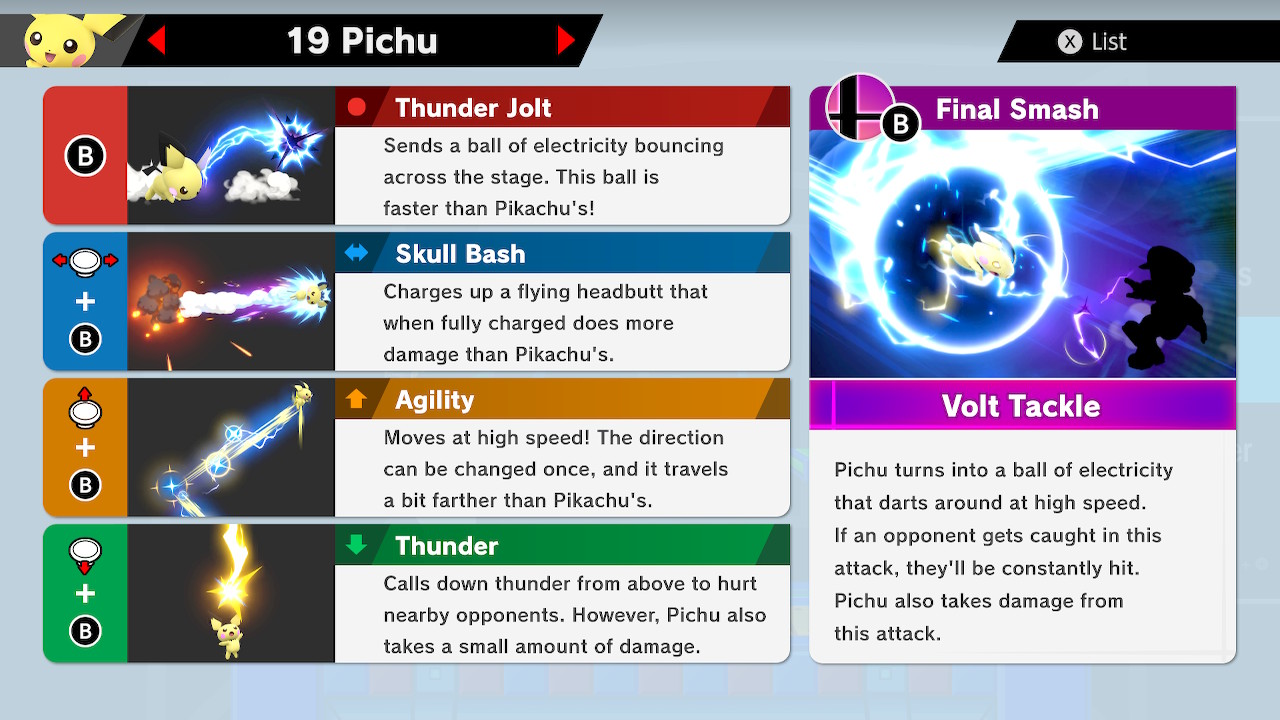 19 Pichu
X List
B
Thunder Jolt
Sends a ball of electricity bouncing
across the stage. This ball is
faster than Pikachu's!
+
B
Skull Bash
Charges up a flying headbutt that
when fully charged does more
damage than Pikachu's.
+
B
Agility
Moves at high speed! The direction
can be changed once, and it travels
a bit farther than Pikachu's.
+
B
Thunder
Calls down thunder from above to hurt
nearby opponents. However, Pichu also
takes a small amount of damage.
B
Final Smash
Volt Tackle
Pichu turns into a ball of electricity
that darts around at high speed.
If an opponent gets caught in this
attack, they'll be constantly hit.
Pichu also takes damage from
this attack.